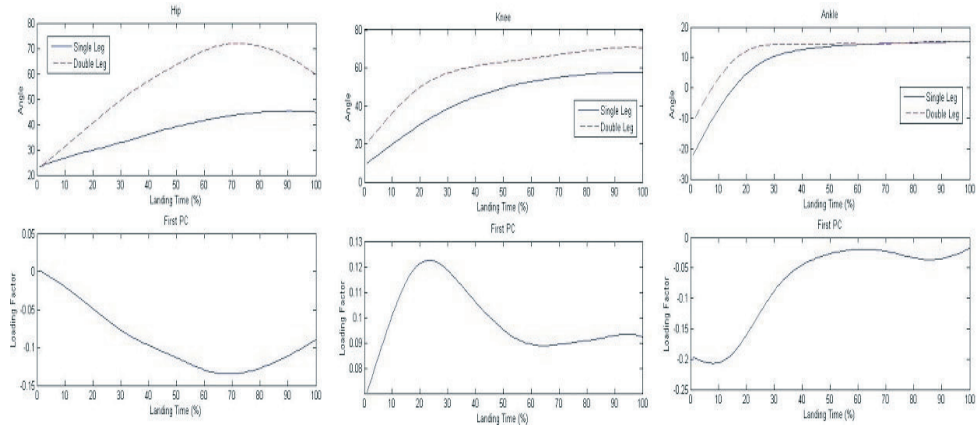 Hip
80
70
60
50
40
30
20
Angle
Single Leg
Double Leg
0 10 20 30 40 50 60 70 80 90 100
Landing Time (%)
Knee
80
60
40
20
0
Angle
Single Leg
Double Leg
0 10 20 30 40 50 60 70 80 90 100
Landing Time (%)
Ankle
20
15
10
0
-10
-20
-30
Angle
Single Leg
Double Leg
0 10 20 30 40 50 60 70 80 90 100
Landing Time (%)
First PC
0.05
0
-0.05
-0.1
-0.15
Loading Factor
0 10 20 30 40 50 60 70 80 90 100
Landing Time (%)
First PC
0.13
0.12
0.11
0.10
0.09
0.08
Loading Factor
0 10 20 30 40 50 60 70 80 90 100
Landing Time (%)
First PC
0
-0.05
-0.1
-0.15
-0.2
-0.25
Loading Factor
0 10 20 30 40 50 60 70 80 90 100
Landing Time (%)